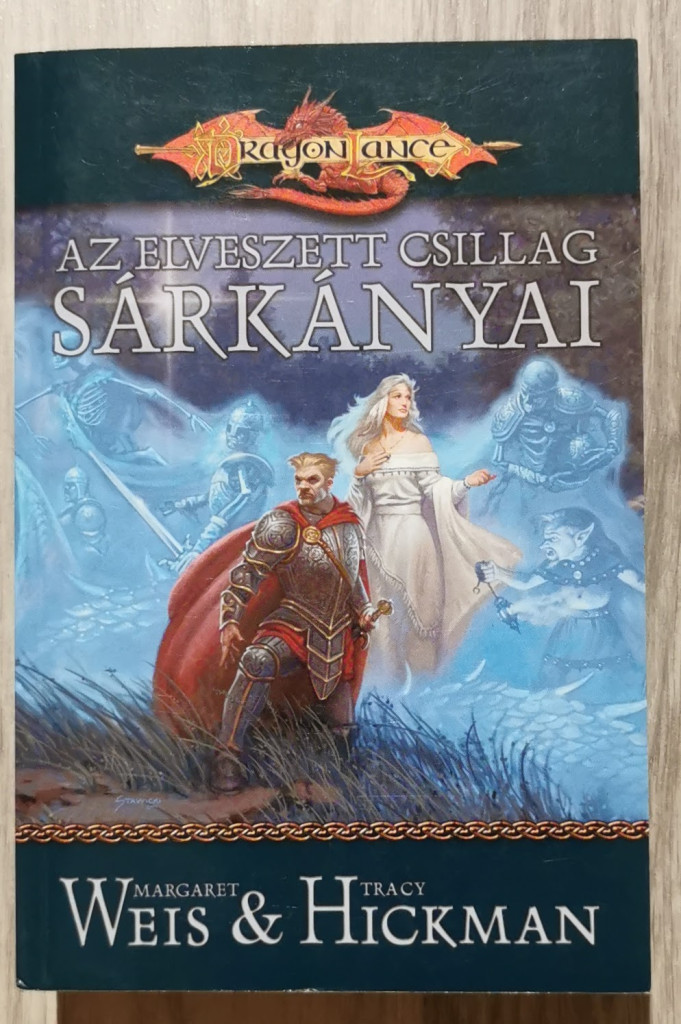 DRAGONLANCE
AZ ELVESZETT CSILLAG
SÁRKÁNYAI
MARGARET WEIS & TRACY HICKMAN